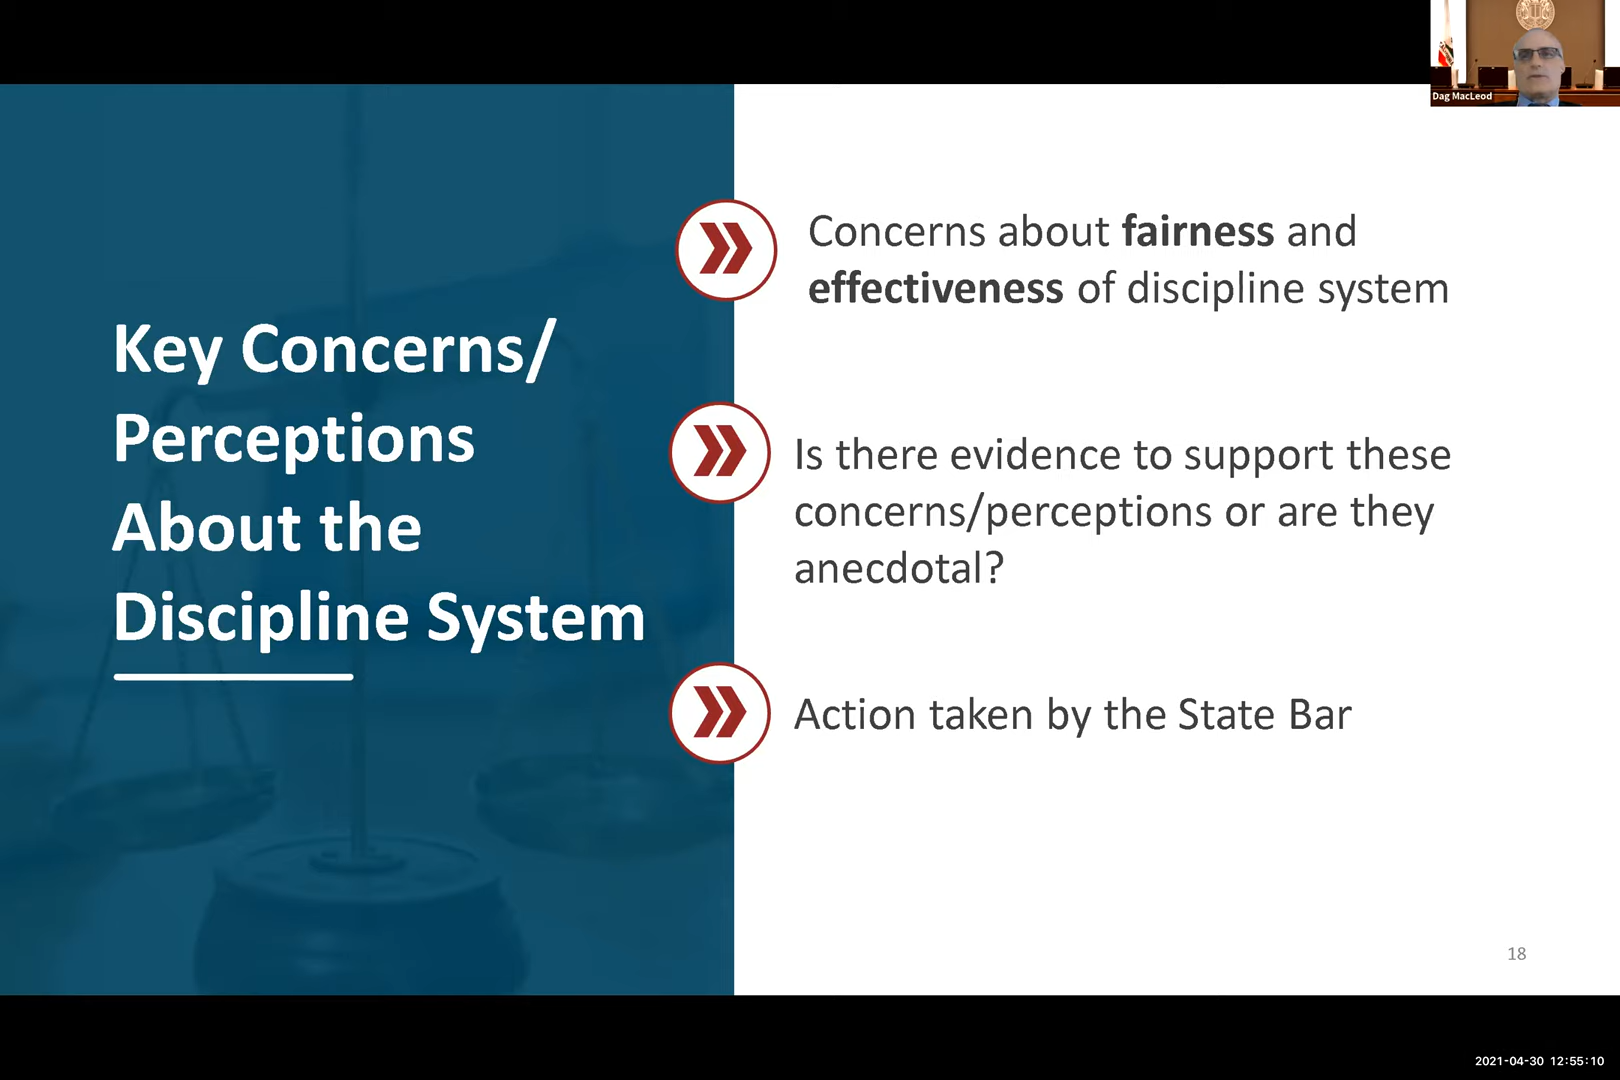 Dag MacLeod
Key Concerns/
Perceptions
About the
Discipline System
Concerns about fairness and
effectiveness of discipline system
Is there evidence to support these
concerns/perceptions or are they
anecdotal?
Action taken by the State Bar
18
2021-04-30 12:55:10